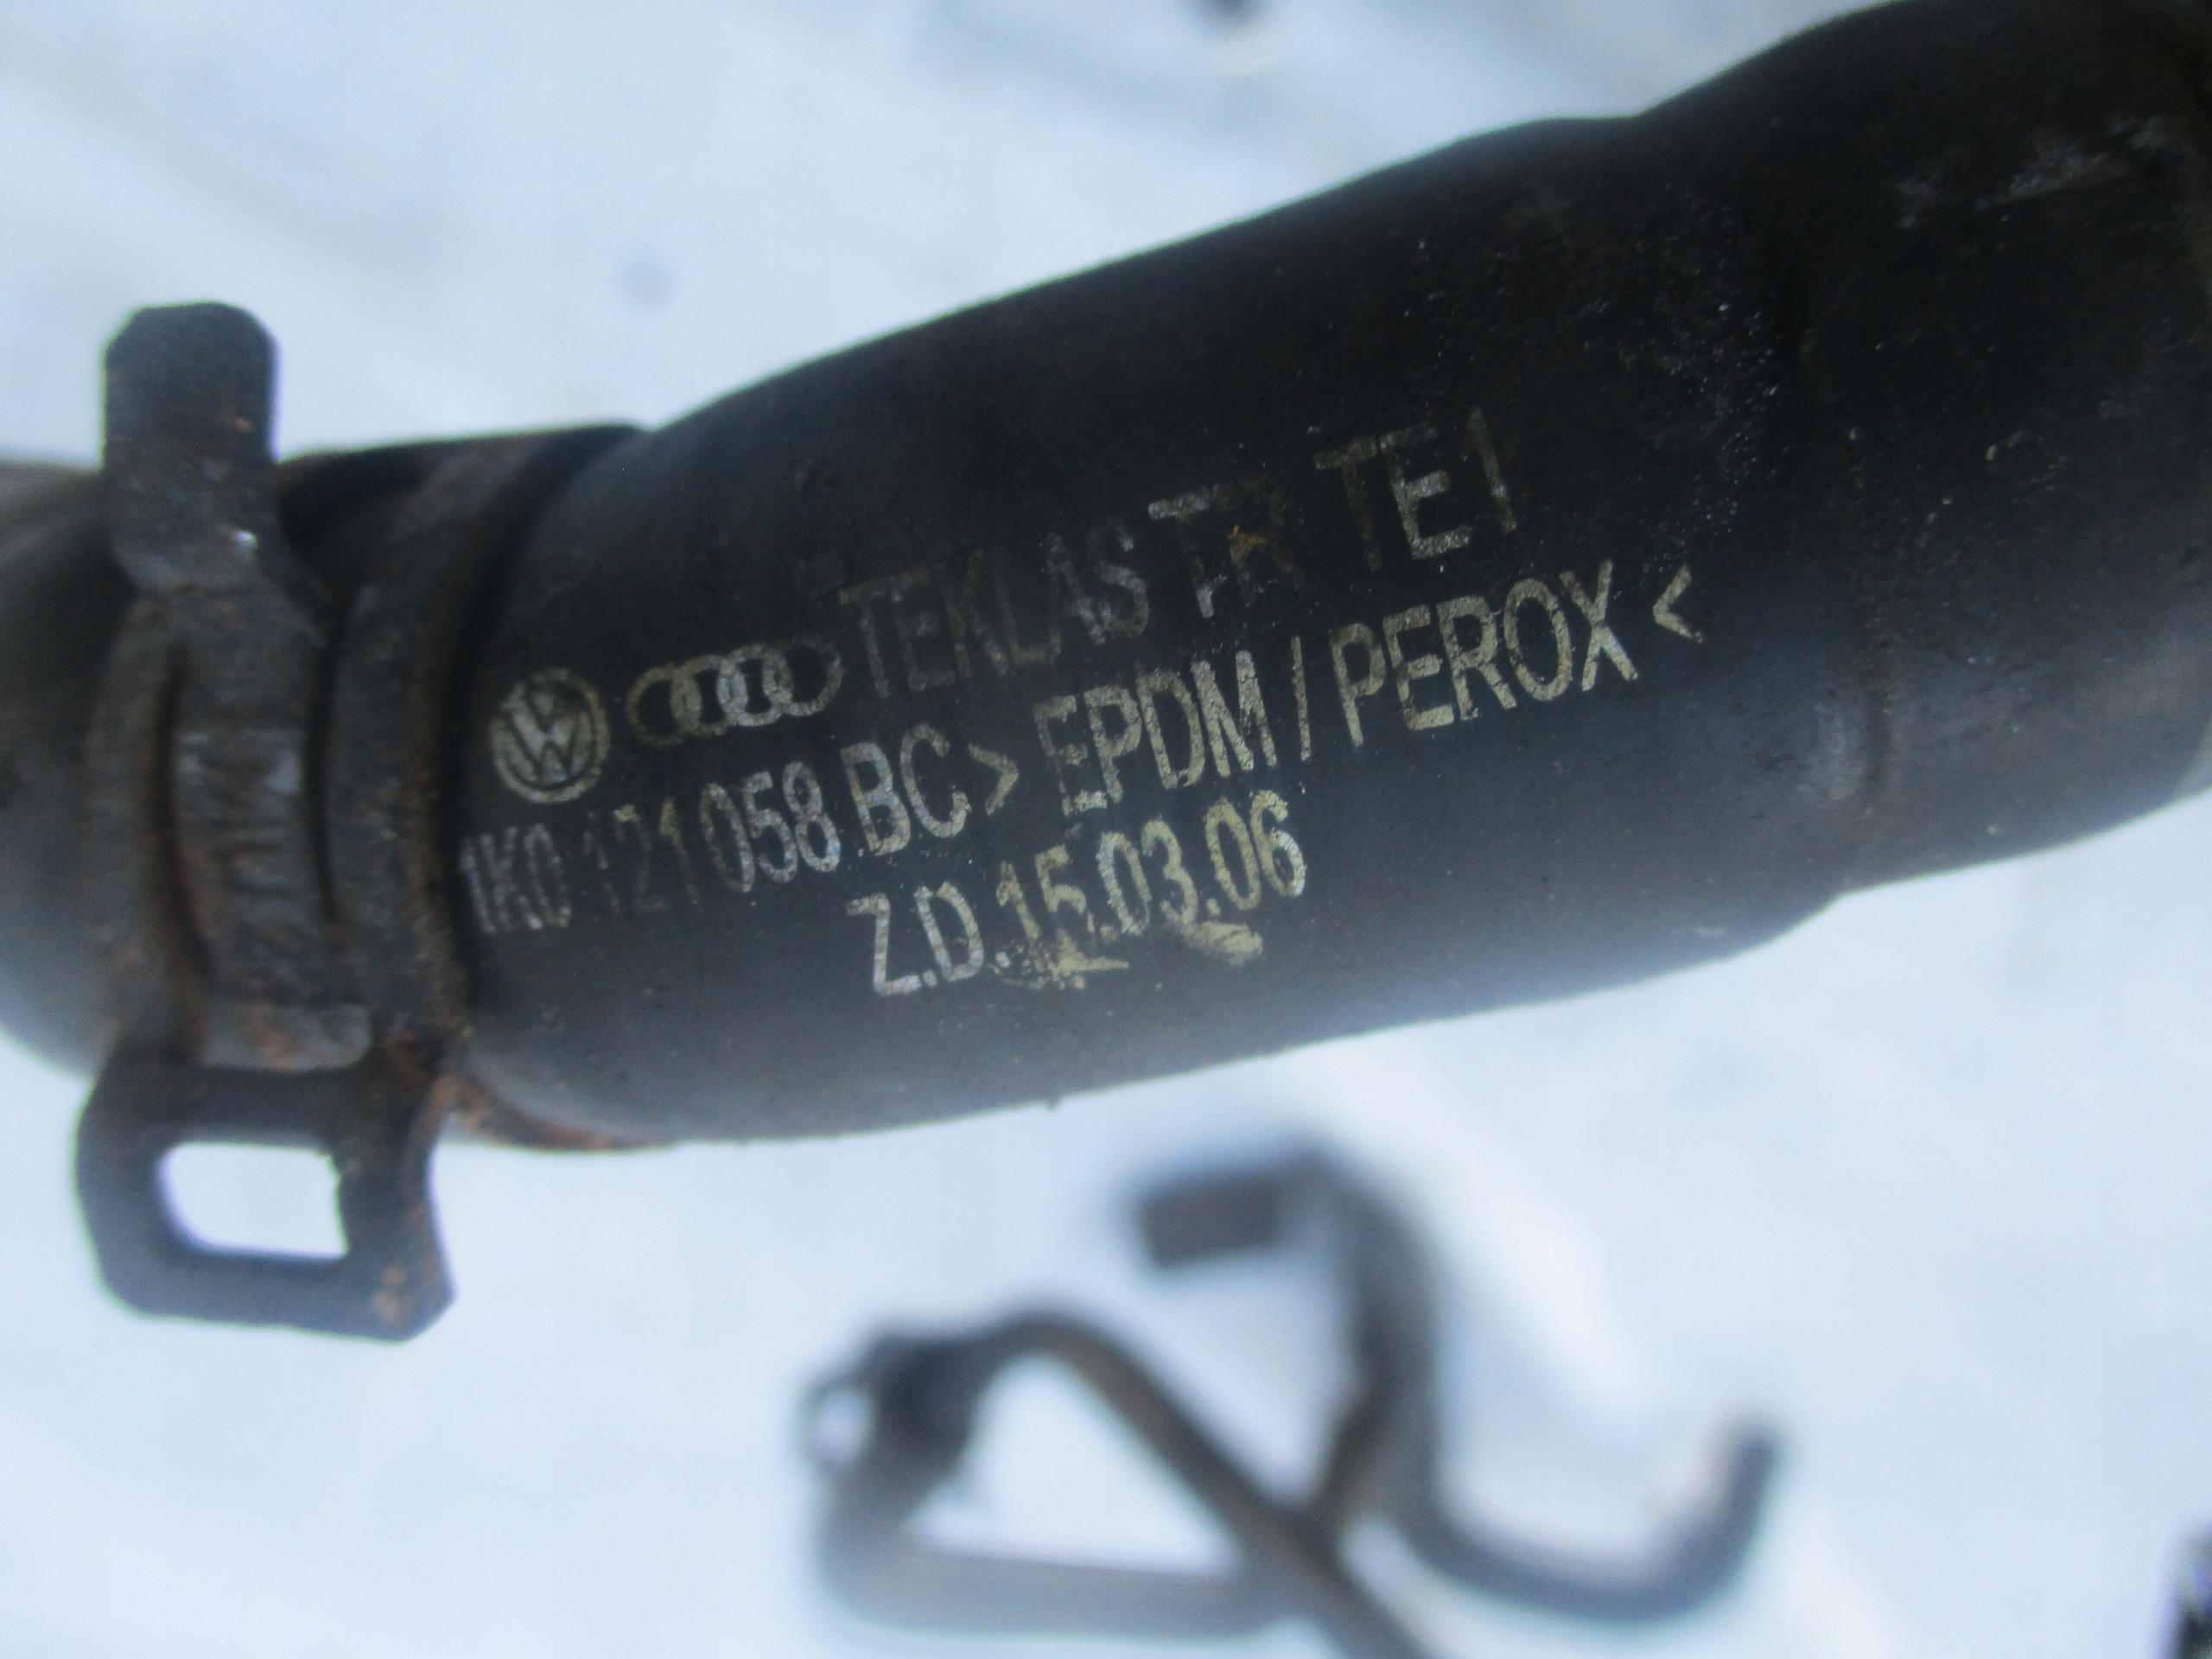 TEKLAS TR TE1
1K0 121 058 BC >EPDM / PEROX<
Z.D. 15.03.06